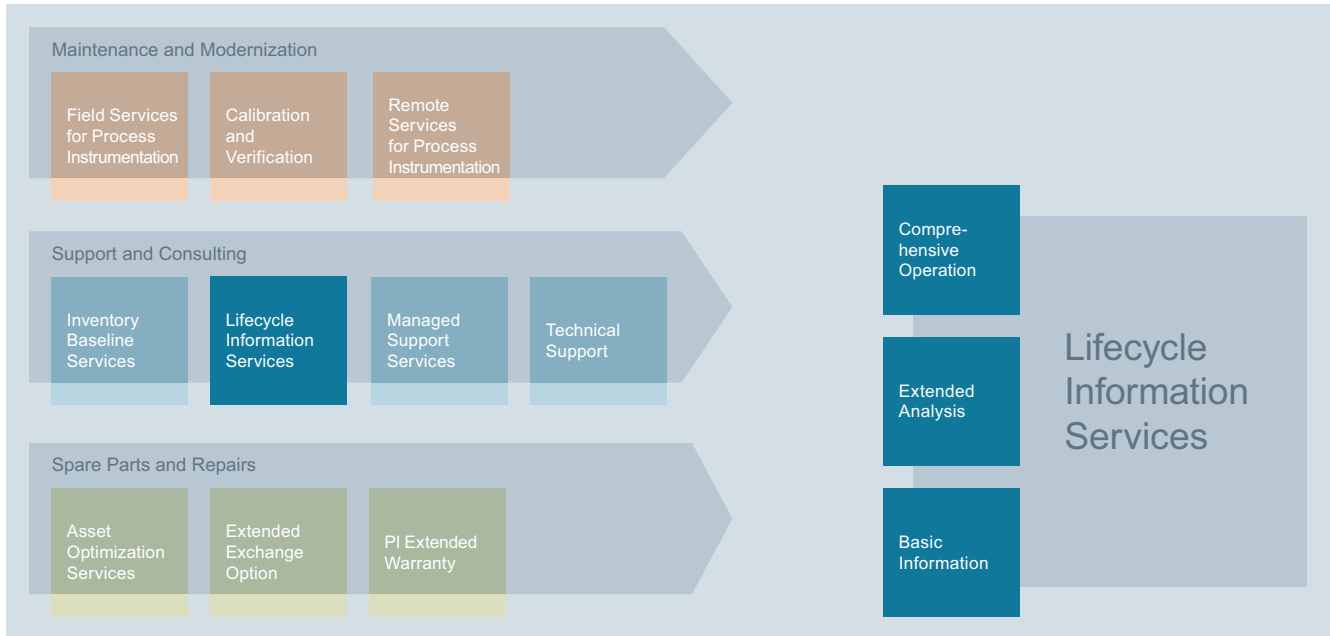 Maintenance and Modernization
Field Services
for Process
Instrumentation
Calibration
and
Verification
Remote
Services
for Process
Instrumentation
Support and Consulting
Inventory
Baseline
Services
Lifecycle
Information
Services
Managed
Support
Services
Technical
Support
Spare Parts and Repairs
Asset
Optimization
Services
Extended
Exchange
Option
PI Extended
Warranty
Compre-
hensive
Operation
Extended
Analysis
Basic
Information
Lifecycle
Information
Services